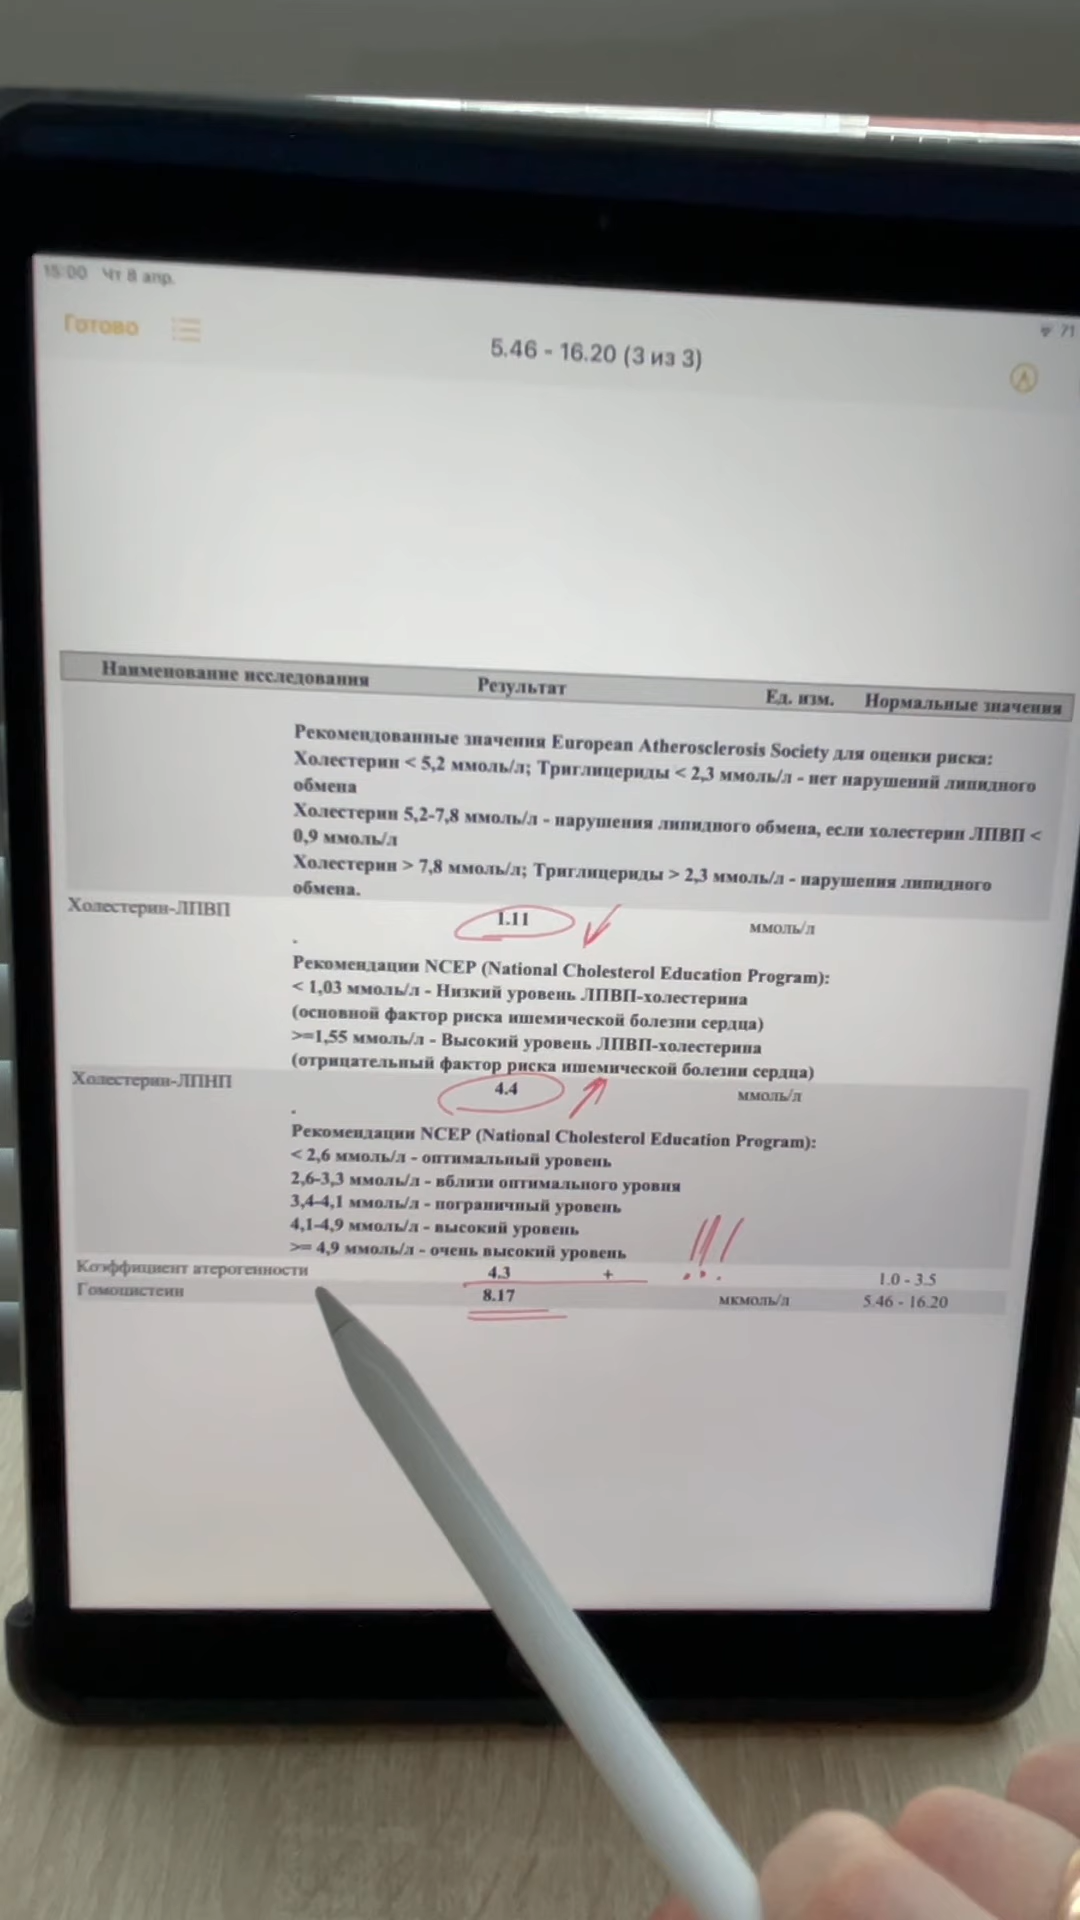 15:00 Чт 8 апр.
71
Готово
5.46 - 16.20 (3 из 3)
Наименование исследования Результат Ед. изм. Нормальные значения
Рекомендованные значения European Atherosclerosis Society для оценки риска:
Холестерин < 5,2 ммоль/л; Триглицериды < 2,3 ммоль/л - нет нарушений липидного
обмена
Холестерин 5,2-7,8 ммоль/л - нарушения липидного обмена, если холестерин ЛПВП <
0,9 ммоль/л
Холестерин > 7,8 ммоль/л; Триглицериды > 2,3 ммоль/л - нарушения липидного
обмена.
Холестерин-ЛПВП 1.11 ммоль/л
.
Рекомендации NCEP (National Cholesterol Education Program):
< 1,03 ммоль/л - Низкий уровень ЛПВП-холестерина
(основной фактор риска ишемической болезни сердца)
>=1,55 ммоль/л - Высокий уровень ЛПВП-холестерина
(отрицательный фактор риска ишемической болезни сердца)
Холестерин-ЛПНП 4.4 ммоль/л
.
Рекомендации NCEP (National Cholesterol Education Program):
< 2,6 ммоль/л - оптимальный уровень
2,6-3,3 ммоль/л - вблизи оптимального уровня
3,4-4,1 ммоль/л - пограничный уровень
4,1-4,9 ммоль/л - высокий уровень
>= 4,9 ммоль/л - очень высокий уровень !!!
Коэффициент атерогенности 4.3 + 1.0 - 3.5
Гомоцистеин 8.17 мкмоль/л 5.46 - 16.20